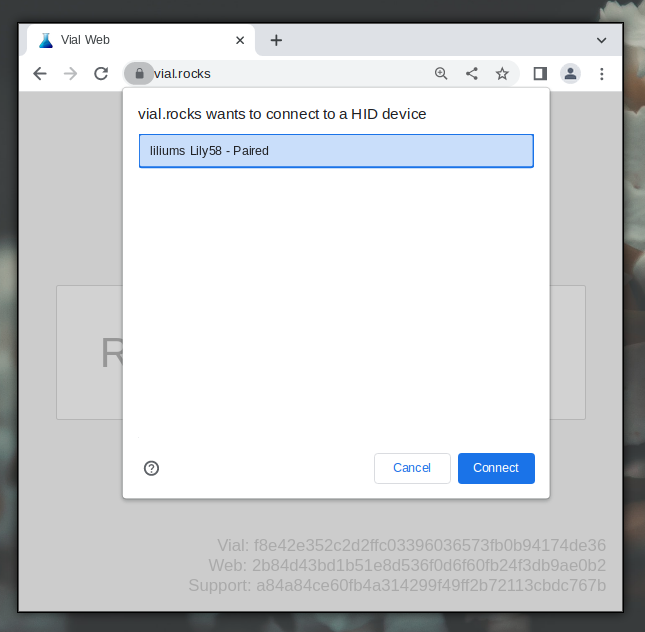 Vial Web
vial.rocks
vial.rocks wants to connect to a HID device
liliums Lily58 - Paired
Cancel
Connect
Vial: f8e42e352c2d2ffc03396036573fb0b94174de36
Web: 2b84d43bd1b51e8d536f0d6f60fb24f3db9ae0b2
Support: a84a84ce60fb4a314299f49ff2b72113cbdc767b